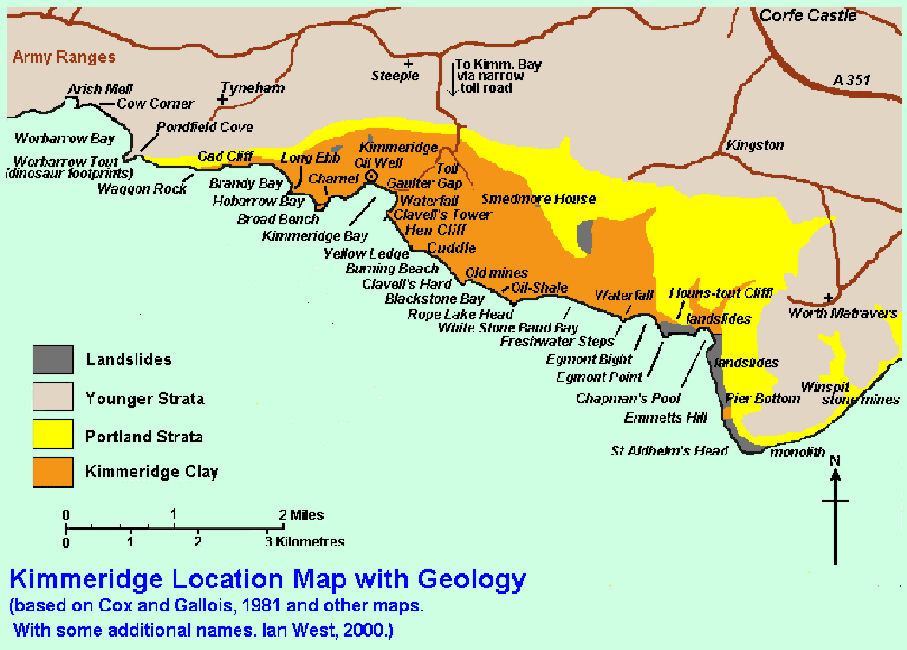 Corfe Castle
Army Ranges
To Kimm. Bay
via narrow
toll road
Steeple
A 351
Arish Mell
Tyneham
Cow Corner
Pondfield Cove
Worbarrow Bay
Kingston
Kimmeridge
Gad Cliff
Long Ebb
Oil Well
Worbarrow Tout
(dinosaur footprints)
Toll
Waggon Rock
Brandy Bay
Charnel
Gaulter Gap
Hobarrow Bay
Waterfall
Smedmore House
Broad Bench
Clavell's Tower
Hen Cliff
Kimmeridge Bay
Cuddle
Yellow Ledge
Burning Beach
Old mines
Clavell's Hard
Oil-Shale
Blackstone Bay
Waterfall
Houns-tout Cliff
Rope Lake Head
landslides
Worth Matravers
White Stone Band Bay
Freshwater Steps
Egmont Bight
landslides
Egmont Point
Winspit
Chapman's Pool
Pier Bottom
stone mines
Emmetts Hill
St Aldhelm's Head
monolith
N
Landslides
Younger Strata
Portland Strata
Kimmeridge Clay
0 1 2 Miles
0 1 2 3 Kilometres
Kimmeridge Location Map with Geology
(based on Cox and Gallois, 1981 and other maps.
With some additional names. Ian West, 2000.)